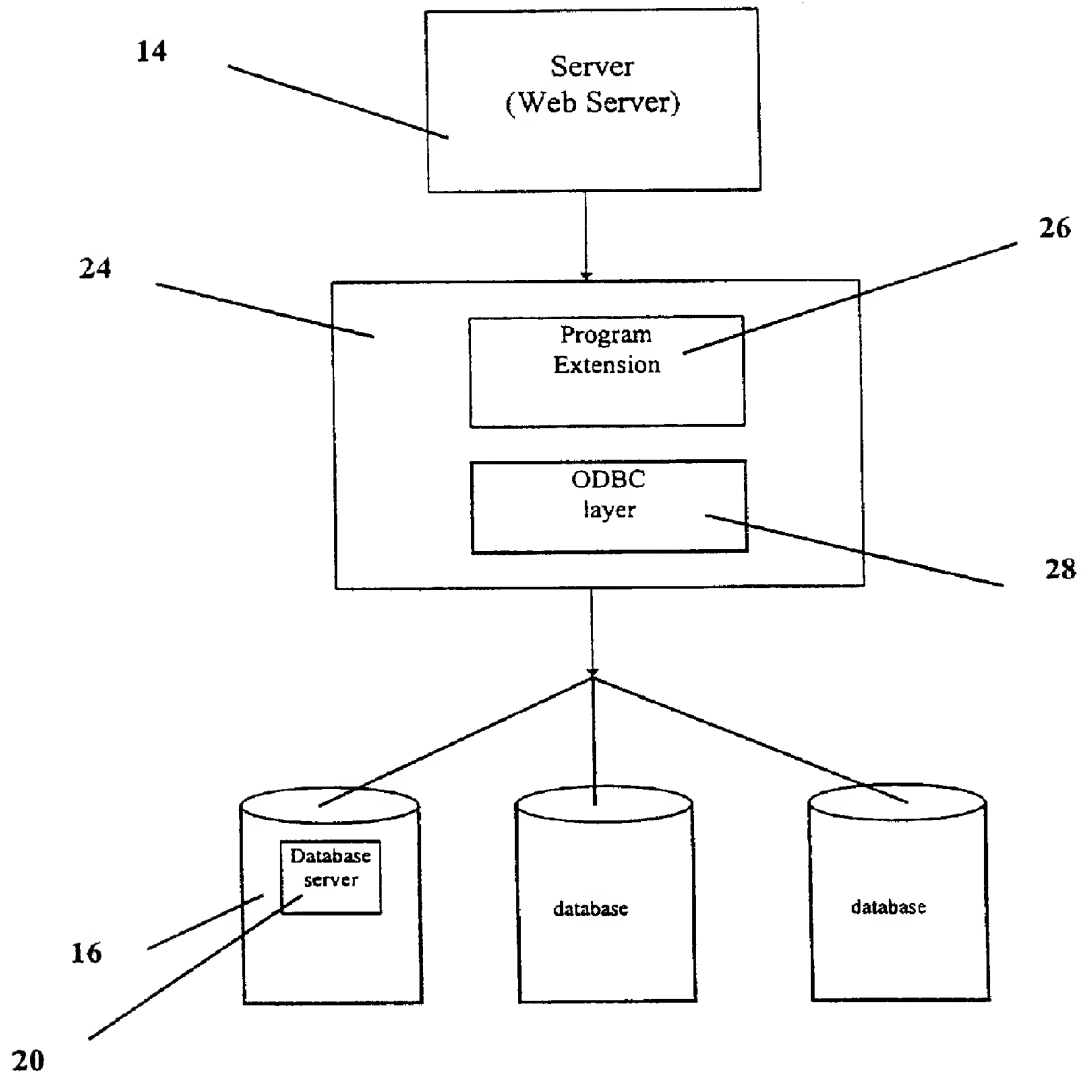 14
Server
(Web Server)
26
24
Program
Extension
ODBC
layer
28
Database
server
database
database
16
20